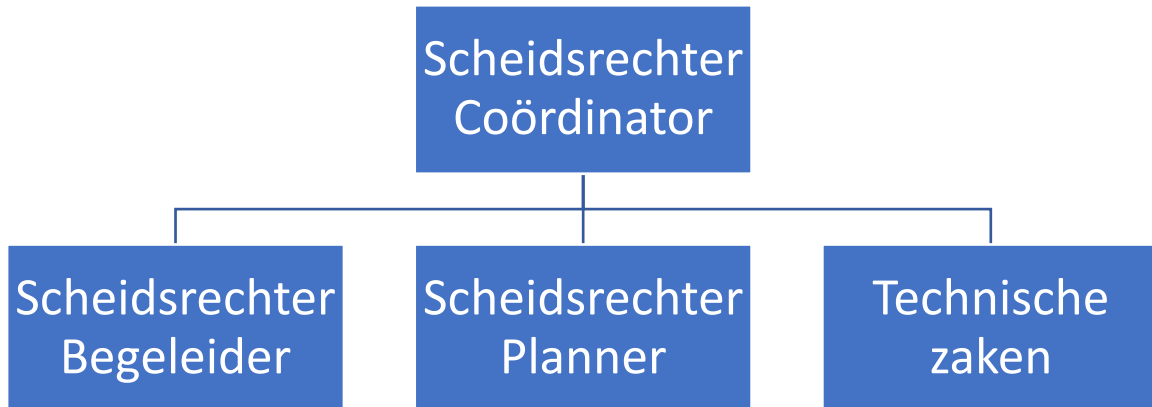 Scheidsrechter
Coördinator
Scheidsrechter
Begeleider
Scheidsrechter
Planner
Technische
zaken